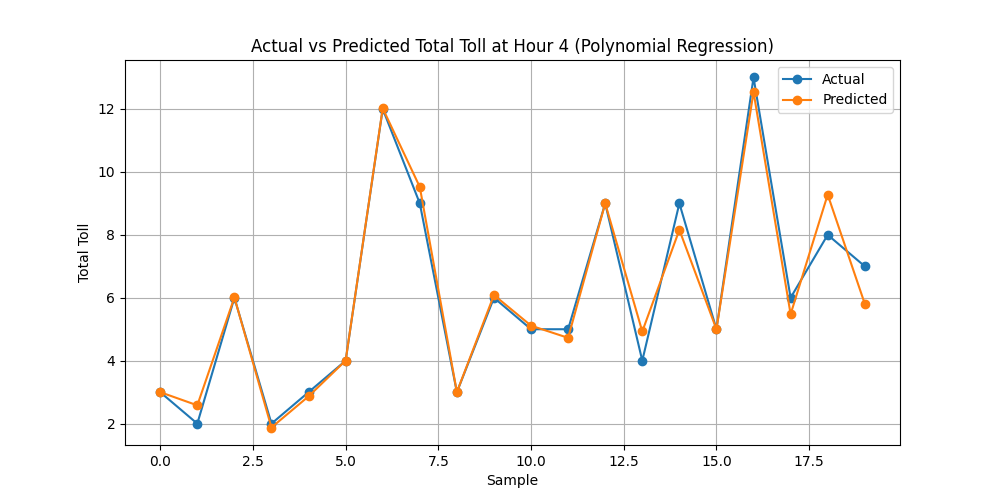 Actual vs Predicted Total Toll at Hour 4 (Polynomial Regression)
Actual
Predicted
Total Toll
12
10
8
6
4
2
0.0 2.5 5.0 7.5 10.0 12.5 15.0 17.5
Sample